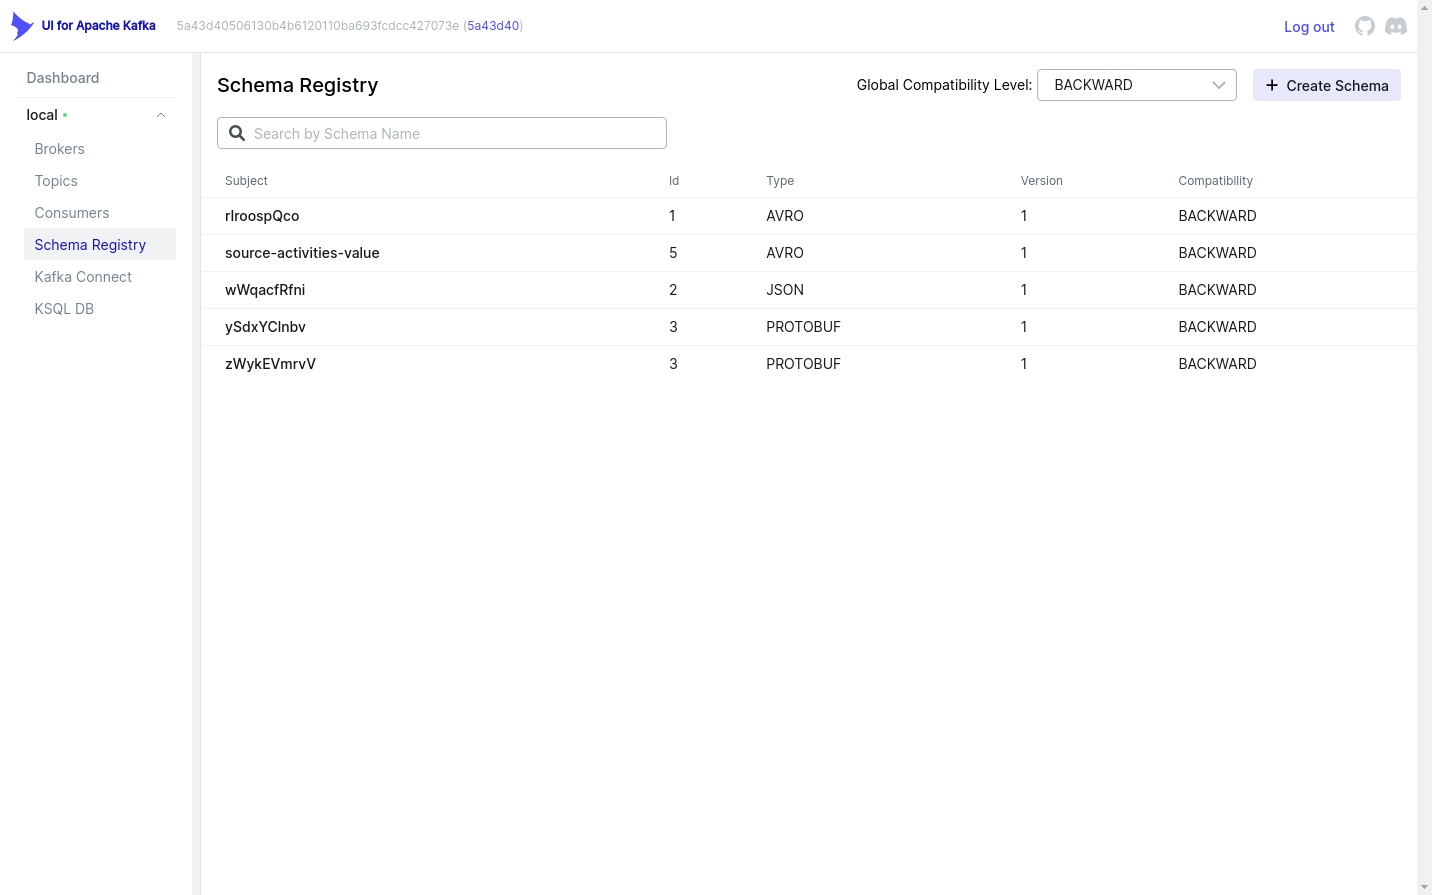 UI for Apache Kafka 5a43d40506130b4b6120110ba693fcdcc427073e (5a43d40) Log out
Dashboard
local
Brokers
Topics
Consumers
Schema Registry
Kafka Connect
KSQL DB
Schema Registry Global Compatibility Level: BACKWARD Create Schema
Search by Schema Name
Subject Id Type Version Compatibility
rIroospQco 1 AVRO 1 BACKWARD
source-activities-value 5 AVRO 1 BACKWARD
wWqacfRfni 2 JSON 1 BACKWARD
ySdxYClnbv 3 PROTOBUF 1 BACKWARD
zWykEVmrvV 3 PROTOBUF 1 BACKWARD